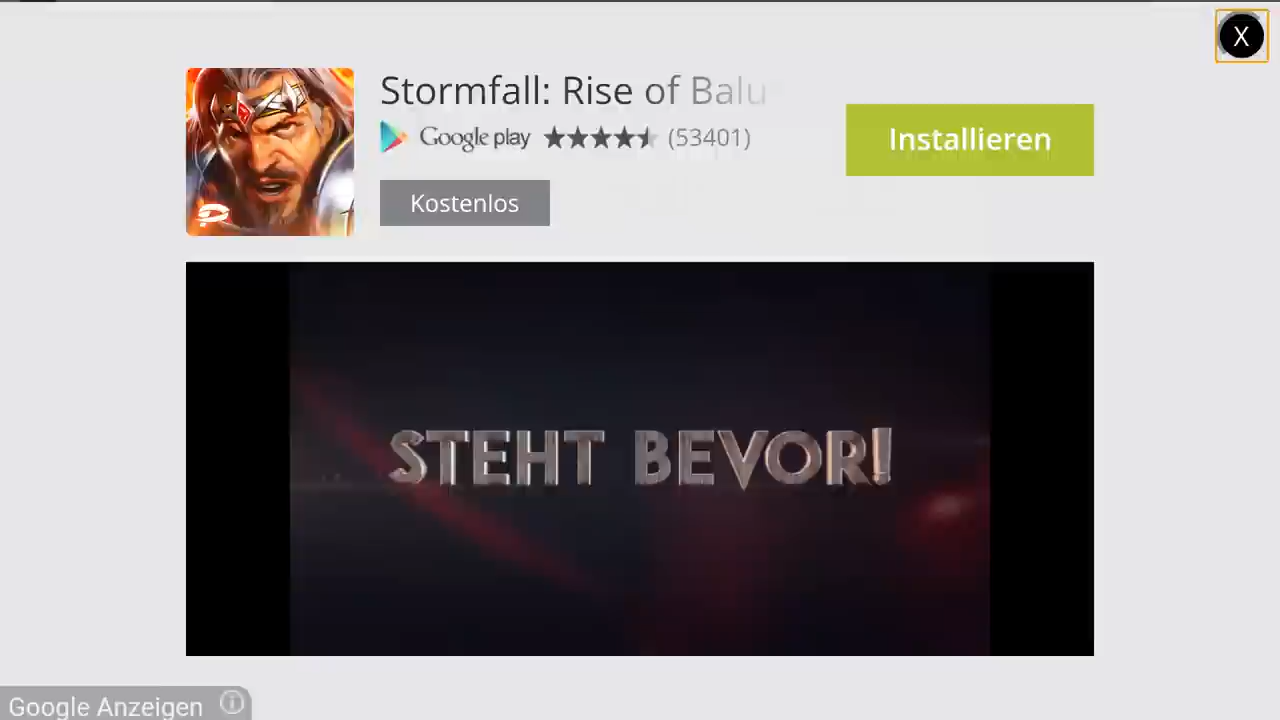 X
Stormfall: Rise of Balu
Google play (53401)
Installieren
Kostenlos
STEHT BEVOR!
Google Anzeigen